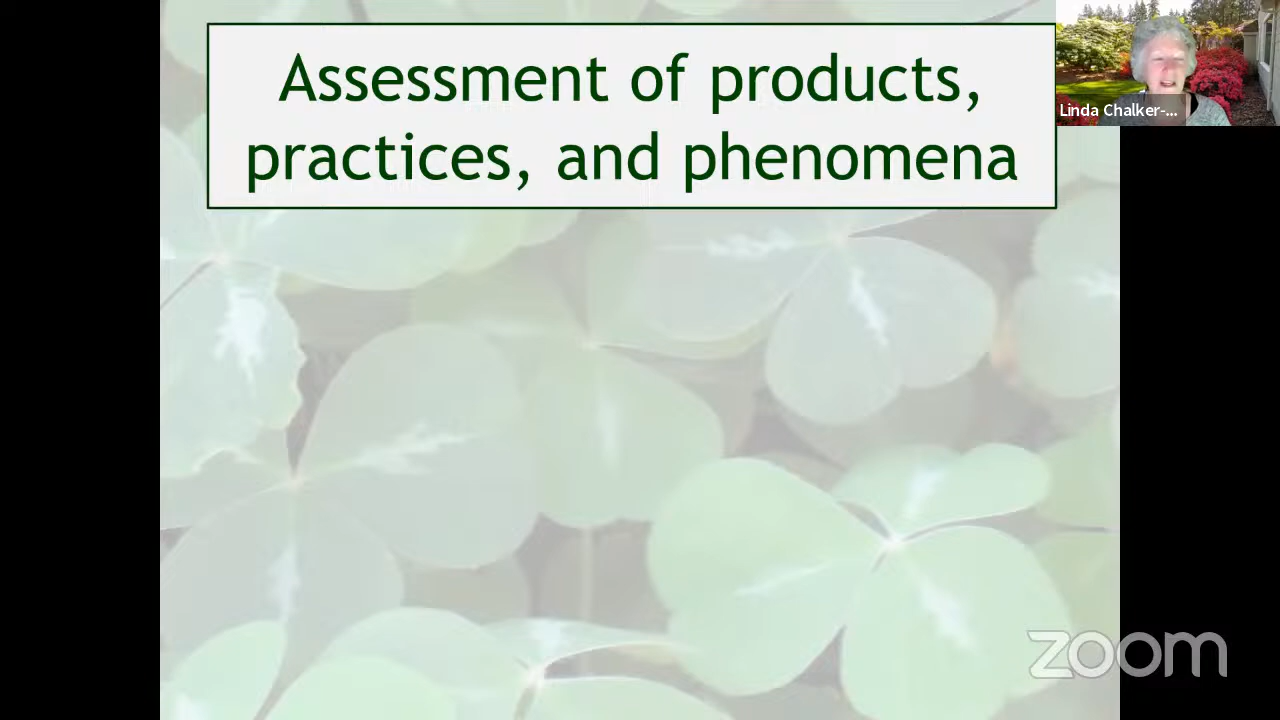 Assessment of products,
practices, and phenomena
Linda Chalker-...
zoom